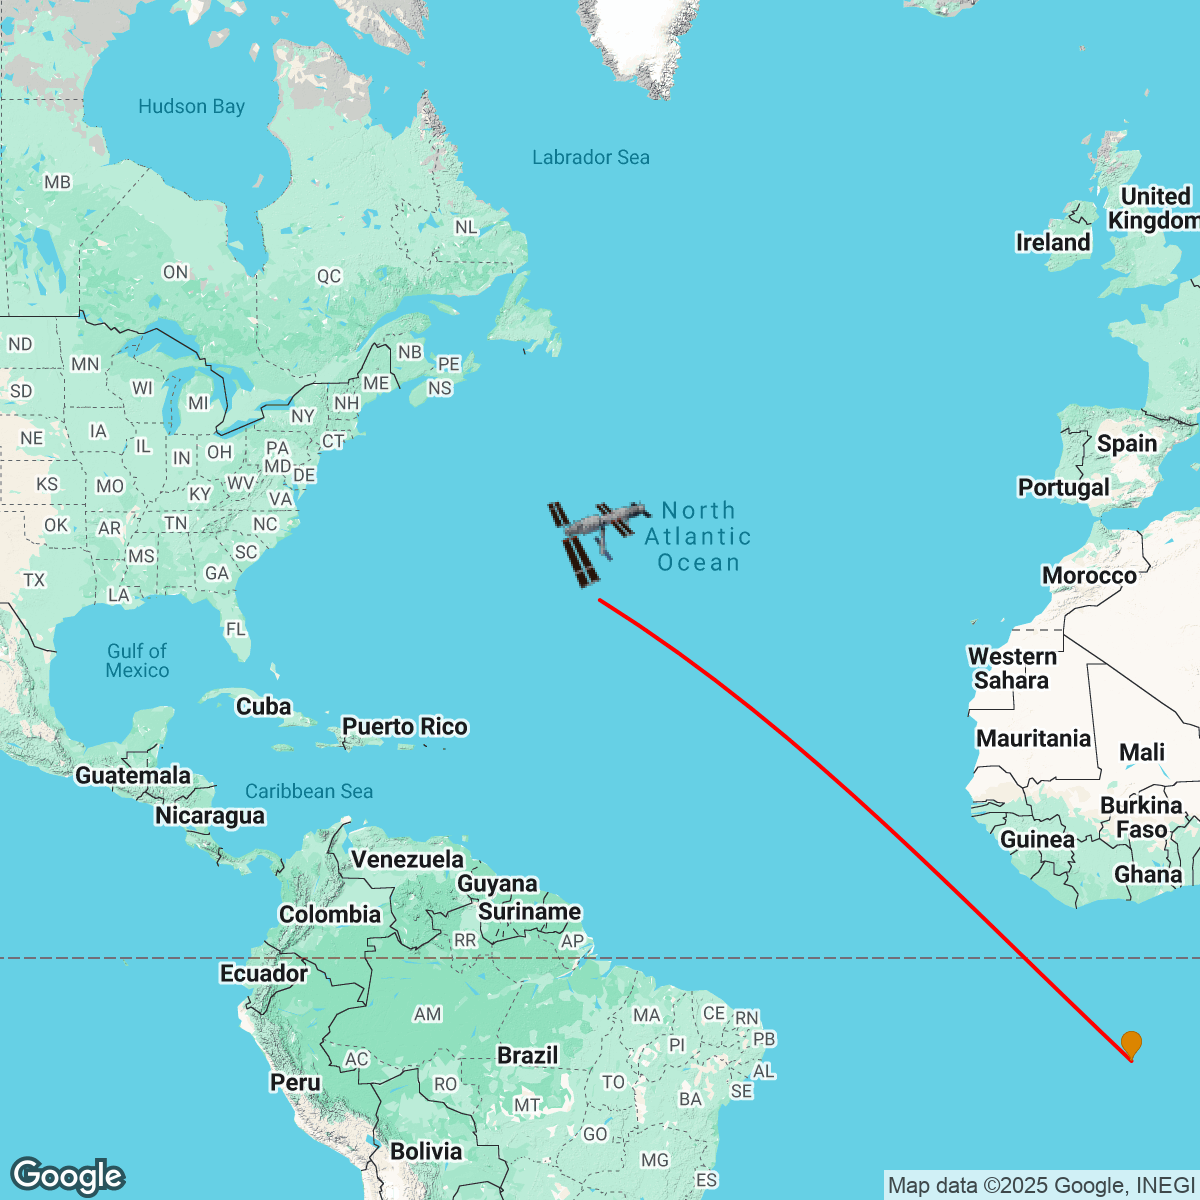 Hudson Bay
Labrador Sea
MB
United
Kingdom
NL
Ireland
ON
QC
ND
MN
NB
PE
SD
WI
MI
ME
NS
NH
NY
IA
NE
IL
IN
OH
PA
CT
Spain
MD
DE
KS
MO
KY
WV
VA
Portugal
OK
AR
TN
NC
North
Atlantic
Ocean
MS
SC
TX
GA
LA
Morocco
FL
Gulf of
Mexico
Western
Sahara
Cuba
Puerto Rico
Mauritania
Mali
Guatemala
Caribbean Sea
Nicaragua
Burkina
Faso
Guinea
Venezuela
Guyana
Ghana
Colombia
Suriname
RR
AP
Ecuador
AM
MA
CE
RN
PI
PB
AC
Brazil
AL
Peru
RO
TO
SE
MT
BA
GO
Bolivia
MG
ES
Google
Map data ©2025 Google, INEGI